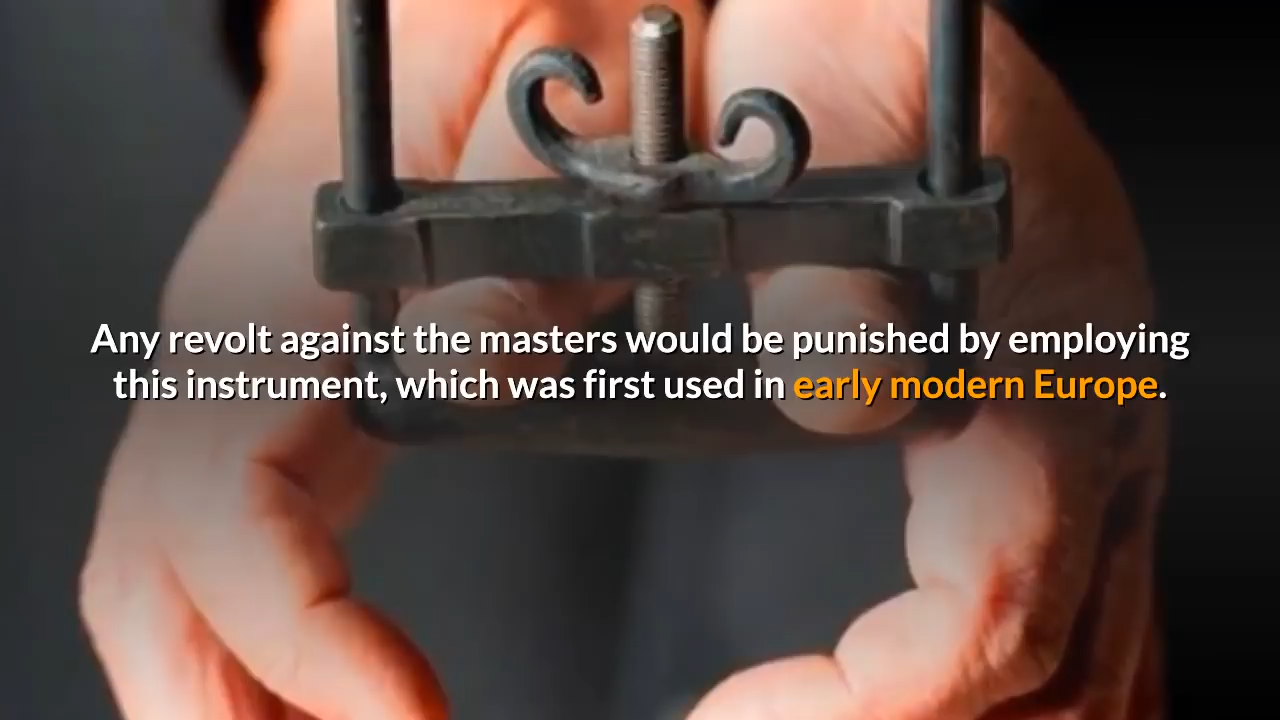 Any revolt against the masters would be punished by employing
this instrument, which was first used in early modern Europe.